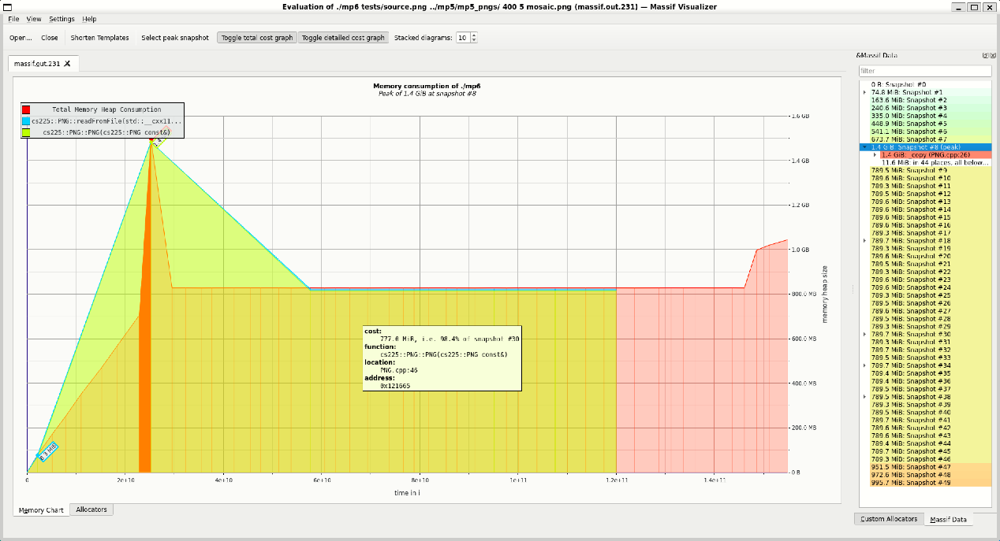 Evaluation of ./mp6 tests/source.png ../mp5/mp5_pngs/ 400 5 mosaic.png (massif.out.231) — Massif Visualizer
File View Settings Help
Open... Close Shorten Templates Select peak snapshot Toggle total cost graph Toggle detailed cost graph Stacked diagrams: 10
massif.out.231
Memory consumption of ./mp6
Peak of 1.4 GiB at snapshot #8
Total Memory Heap Consumption
cs225::PNG::readFromFile(std::__cxx11...
cs225::PNG::PNG(cs225::PNG const&)
1.6 GB
1.4 GB
1.2 GB
1.0 GB
800.0 MB
600.0 MB
400.0 MB
200.0 MB
0 B
memory heap size
cost:
777.0 MiB, i.e. 98.4% of snapshot #30
function:
cs225::PNG::PNG(cs225::PNG const&)
location:
PNG.cpp:46
address:
0x121665
0 2e+10 4e+10 6e+10 8e+10 1e+11 1.2e+11 1.4e+11
time in i
Memory Chart Allocators
&Massif Data
filter
0 B: Snapshot #0
74.8 MiB: Snapshot #1
163.6 MiB: Snapshot #2
240.6 MiB: Snapshot #3
335.0 MiB: Snapshot #4
448.9 MiB: Snapshot #5
541.1 MiB: Snapshot #6
673.7 MiB: Snapshot #7
1.4 GiB: Snapshot #8 (peak)
1.4 GiB: _copy (PNG.cpp:26)
11.6 MiB: in 44 places, all below...
789.5 MiB: Snapshot #9
789.6 MiB: Snapshot #10
789.3 MiB: Snapshot #11
789.5 MiB: Snapshot #12
789.6 MiB: Snapshot #13
789.6 MiB: Snapshot #14
789.6 MiB: Snapshot #15
789.6 MiB: Snapshot #16
789.3 MiB: Snapshot #17
789.7 MiB: Snapshot #18
789.3 MiB: Snapshot #19
789.6 MiB: Snapshot #20
789.5 MiB: Snapshot #21
789.3 MiB: Snapshot #22
789.6 MiB: Snapshot #23
789.6 MiB: Snapshot #24
789.3 MiB: Snapshot #25
789.5 MiB: Snapshot #26
789.6 MiB: Snapshot #27
789.5 MiB: Snapshot #28
789.3 MiB: Snapshot #29
789.7 MiB: Snapshot #30
789.3 MiB: Snapshot #31
789.7 MiB: Snapshot #32
789.5 MiB: Snapshot #33
789.7 MiB: Snapshot #34
789.4 MiB: Snapshot #35
789.4 MiB: Snapshot #36
789.5 MiB: Snapshot #37
789.5 MiB: Snapshot #38
789.3 MiB: Snapshot #39
789.5 MiB: Snapshot #40
789.7 MiB: Snapshot #41
789.6 MiB: Snapshot #42
789.6 MiB: Snapshot #43
789.4 MiB: Snapshot #44
789.7 MiB: Snapshot #45
789.3 MiB: Snapshot #46
951.5 MiB: Snapshot #47
972.6 MiB: Snapshot #48
995.7 MiB: Snapshot #49
Custom Allocators Massif Data